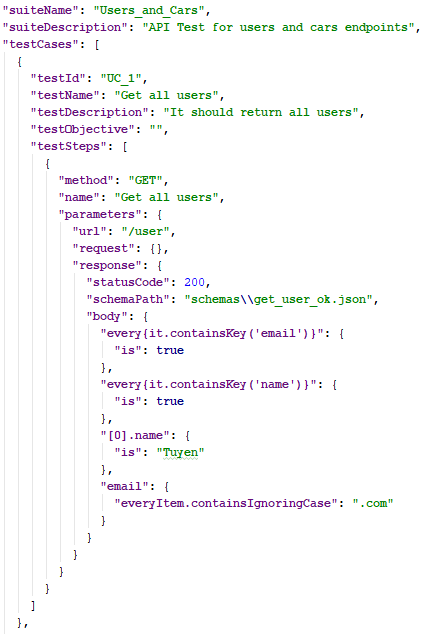 "suiteName": "Users_and_Cars",
"suiteDescription": "API Test for users and cars endpoints",
"testCases": [
{
"testId": "UC_1",
"testName": "Get all users",
"testDescription": "It should return all users",
"testObjective": "",
"testSteps": [
{
"method": "GET",
"name": "Get all users",
"parameters": {
"url": "/user",
"request": {},
"response": {
"statusCode": 200,
"schemaPath": "schemas\\get_user_ok.json",
"body": {
"every{it.containsKey('email')}": {
"is": true
},
"every{it.containsKey('name')}": {
"is": true
},
"[0].name": {
"is": "Tuyen"
},
"email": {
"everyItem.containsIgnoringCase": ".com"
}
}
}
}
}
]
},